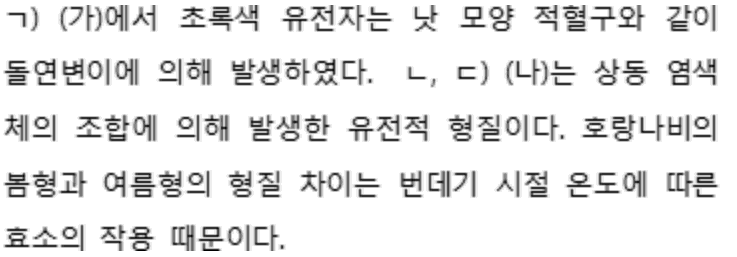 ㄱ) (가)에서 초록색 유전자는 낫 모양 적혈구와 같이
돌연변이에 의해 발생하였다. ㄴ, ㄷ) (나)는 상동 염색
체의 조합에 의해 발생한 유전적 형질이다. 호랑나비의
봄형과 여름형의 형질 차이는 번데기 시절 온도에 따른
효소의 작용 때문이다.